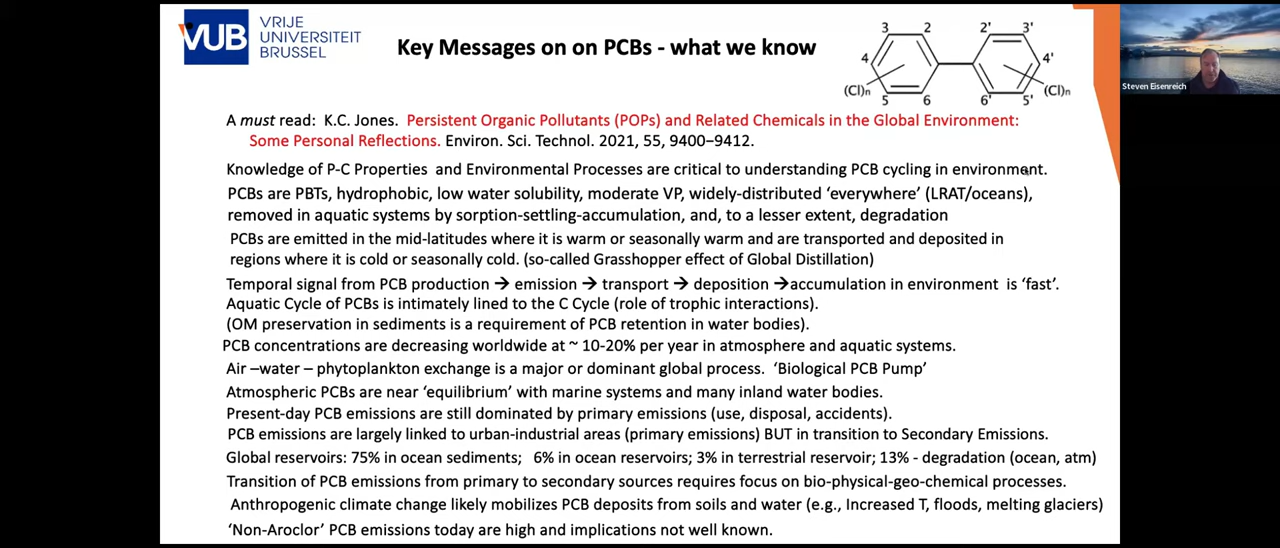 VUB
VRIJE
UNIVERSITEIT
BRUSSEL
Key Messages on on PCBs - what we know
3
2
2'
3'
4
4'
(Cl)n
5
6
6'
5'
(Cl)n
Steven Eisenreich
A must read: K.C. Jones. Persistent Organic Pollutants (POPs) and Related Chemicals in the Global Environment:
Some Personal Reflections. Environ. Sci. Technol. 2021, 55, 9400−9412.
Knowledge of P-C Properties and Environmental Processes are critical to understanding PCB cycling in environment.
PCBs are PBTs, hydrophobic, low water solubility, moderate VP, widely-distributed ‘everywhere’ (LRAT/oceans),
removed in aquatic systems by sorption-settling-accumulation, and, to a lesser extent, degradation
PCBs are emitted in the mid-latitudes where it is warm or seasonally warm and are transported and deposited in
regions where it is cold or seasonally cold. (so-called Grasshopper effect of Global Distillation)
Temporal signal from PCB production → emission → transport → deposition →accumulation in environment is ‘fast’.
Aquatic Cycle of PCBs is intimately lined to the C Cycle (role of trophic interactions).
(OM preservation in sediments is a requirement of PCB retention in water bodies).
PCB concentrations are decreasing worldwide at ~ 10-20% per year in atmosphere and aquatic systems.
Air –water – phytoplankton exchange is a major or dominant global process. ‘Biological PCB Pump’
Atmospheric PCBs are near ‘equilibrium’ with marine systems and many inland water bodies.
Present-day PCB emissions are still dominated by primary emissions (use, disposal, accidents).
PCB emissions are largely linked to urban-industrial areas (primary emissions) BUT in transition to Secondary Emissions.
Global reservoirs: 75% in ocean sediments; 6% in ocean reservoirs; 3% in terrestrial reservoir; 13% - degradation (ocean, atm)
Transition of PCB emissions from primary to secondary sources requires focus on bio-physical-geo-chemical processes.
Anthropogenic climate change likely mobilizes PCB deposits from soils and water (e.g., Increased T, floods, melting glaciers)
‘Non-Aroclor’ PCB emissions today are high and implications not well known.